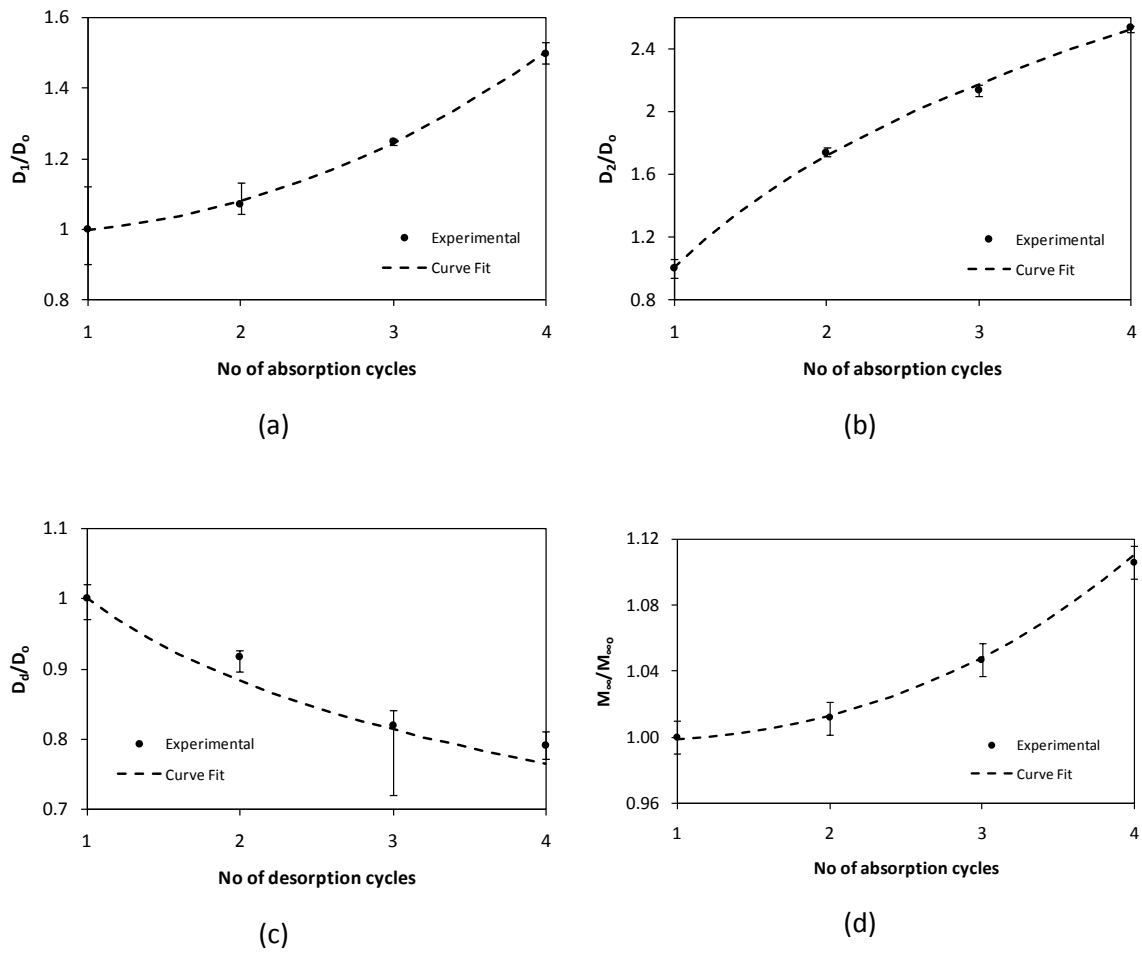 1.6
1.4
1.2
1
0.8
D₁/Dₒ
Experimental
Curve Fit
1 2 3 4
No of absorption cycles
(a)
2.4
2
1.6
1.2
0.8
D₂/Dₒ
Experimental
Curve Fit
1 2 3 4
No of absorption cycles
(b)
1.1
1
0.9
0.8
0.7
D_d/Dₒ
Experimental
Curve Fit
1 2 3 4
No of desorption cycles
(c)
1.12
1.08
1.04
1.00
0.96
M∞/M∞ₒ
Experimental
Curve Fit
1 2 3 4
No of absorption cycles
(d)